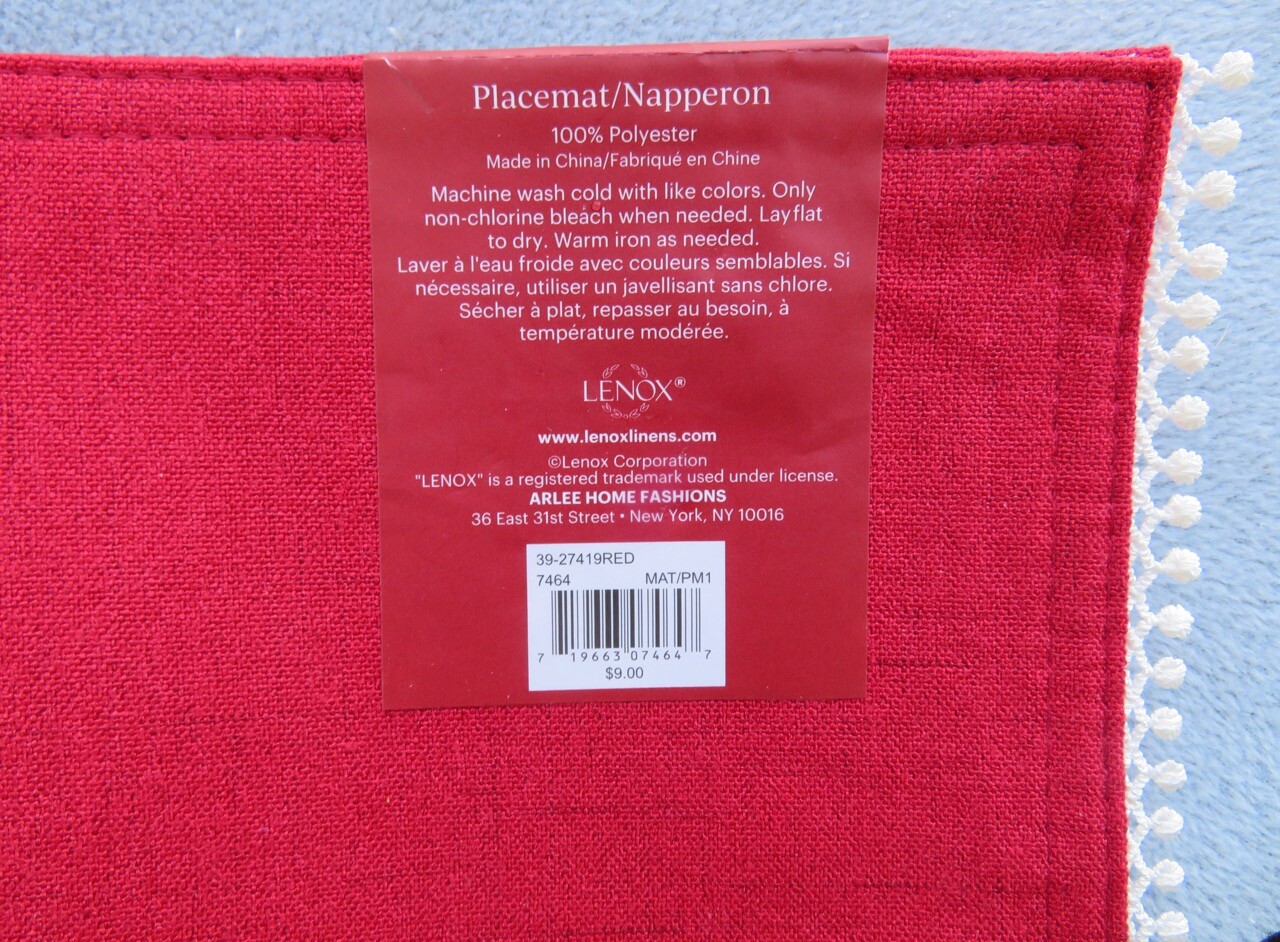 Placemat/Napperon
100% Polyester
Made in China/Fabriqué en Chine
Machine wash cold with like colors. Only
non-chlorine bleach when needed. Lay flat
to dry. Warm iron as needed.
Laver à l'eau froide avec couleurs semblables. Si
nécessaire, utiliser un javellisant sans chlore.
Sécher à plat, repasser au besoin, à
température modérée.
LENOX®
www.lenoxlinens.com
©Lenox Corporation
"LENOX" is a registered trademark used under license.
ARLEE HOME FASHIONS
36 East 31st Street • New York, NY 10016
39-27419RED
7464 MAT/PM1
7 19663 07464 7
$9.00